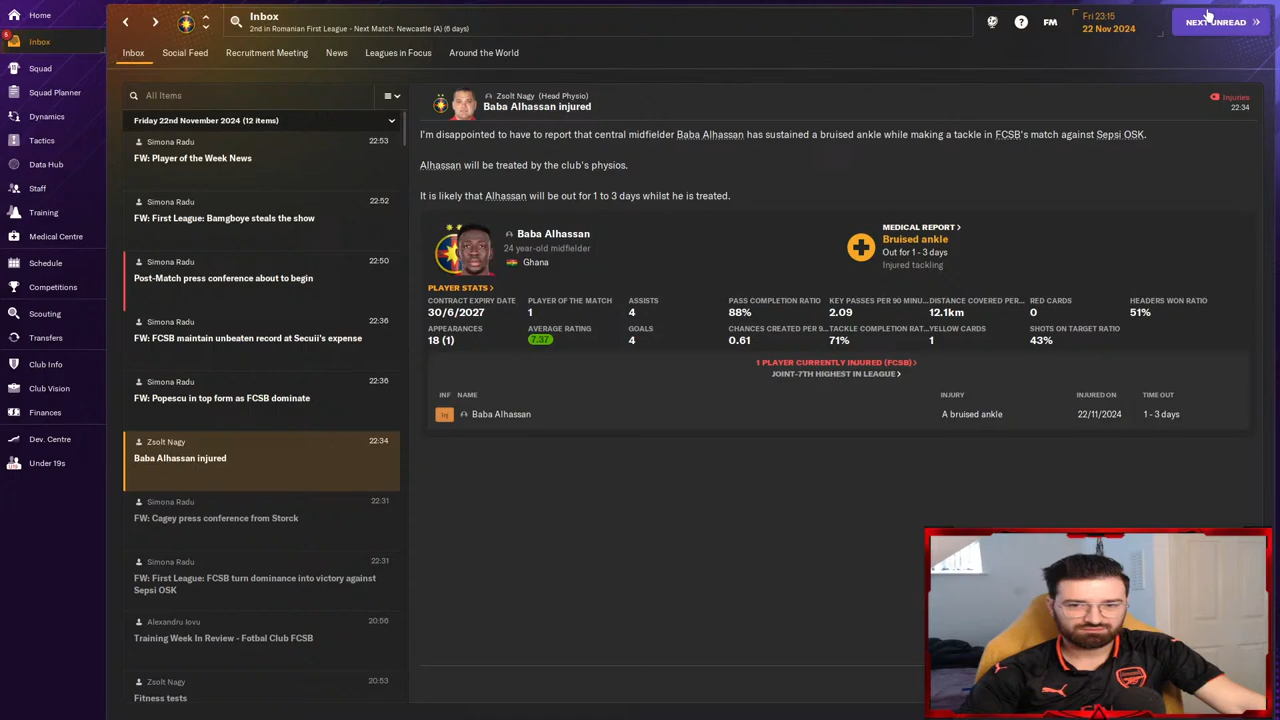 Home
Inbox
2nd in Romanian First League - Next Match: Newcastle (A) (6 days)
FM
Fri 23:15
22 Nov 2024
NEXT UNREAD
5
Inbox
Squad
Squad Planner
Dynamics
Tactics
Data Hub
Staff
Training
Medical Centre
Schedule
Competitions
Scouting
Transfers
Club Info
Club Vision
Finances
Dev. Centre
Under 19s
Inbox
Social Feed
Recruitment Meeting
News
Leagues in Focus
Around the World
All Items
Friday 22nd November 2024 (12 items)
Simona Radu 22:53
FW: Player of the Week News
Simona Radu 22:52
FW: First League: Bamgboye steals the show
Simona Radu 22:50
Post-Match press conference about to begin
Simona Radu 22:36
FW: FCSB maintain unbeaten record at Secuii's expense
Simona Radu 22:36
FW: Popescu in top form as FCSB dominate
Zsolt Nagy 22:34
Baba Alhassan injured
Simona Radu 22:31
FW: Cagey press conference from Storck
Simona Radu 22:31
FW: First League: FCSB turn dominance into victory against
Sepsi OSK
Alexandru Iovu 20:56
Training Week In Review - Fotbal Club FCSB
Zsolt Nagy 20:53
Fitness tests
Zsolt Nagy (Head Physio)
Baba Alhassan injured
Injuries
22:34
I'm disappointed to have to report that central midfielder Baba Alhassan has sustained a bruised ankle while making a tackle in FCSB's match against Sepsi OSK.
Alhassan will be treated by the club's physios.
It is likely that Alhassan will be out for 1 to 3 days whilst he is treated.
Baba Alhassan
24 year-old midfielder
Ghana
MEDICAL REPORT >
Bruised ankle
Out for 1 - 3 days
Injured tackling
PLAYER STATS >
CONTRACT EXPIRY DATE PLAYER OF THE MATCH ASSISTS PASS COMPLETION RATIO KEY PASSES PER 90 MINU... DISTANCE COVERED PER... RED CARDS HEADERS WON RATIO
30/6/2027 1 4 88% 2.09 12.1km 0 51%
APPEARANCES AVERAGE RATING GOALS CHANCES CREATED PER 9... TACKLE COMPLETION RAT... YELLOW CARDS SHOTS ON TARGET RATIO
18 (1) 7.37 4 0.61 71% 1 43%
1 PLAYER CURRENTLY INJURED (FCSB) >
JOINT-7TH HIGHEST IN LEAGUE >
INF NAME INJURY INJURED ON TIME OUT
Inj Baba Alhassan A bruised ankle 22/11/2024 1 - 3 days